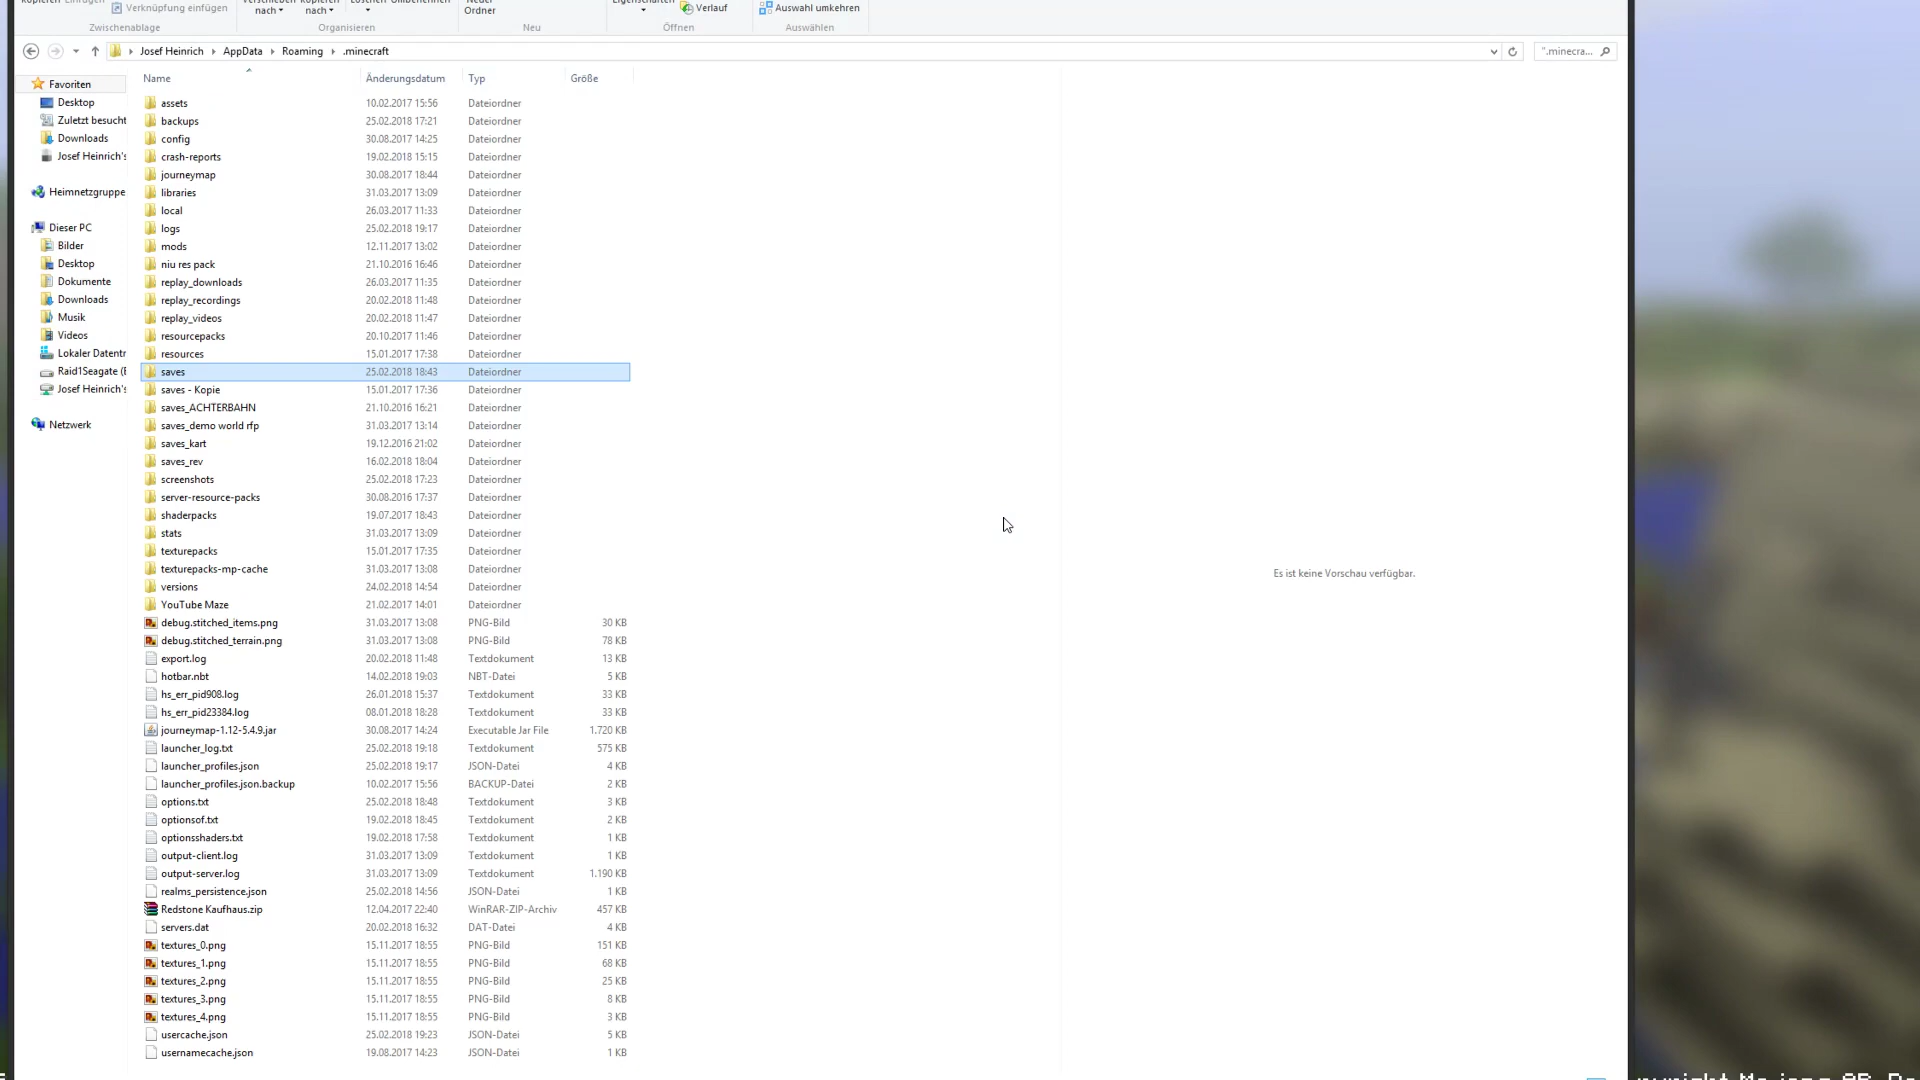 Verknüpfung einfügen
nach
nach
Ordner
Verlauf
Auswahl umkehren
Zwischenablage
Organisieren
Neu
Öffnen
Auswählen
Josef Heinrich AppData Roaming .minecraft
".minecra...
Favoriten
Desktop
Zuletzt besucht
Downloads
Josef Heinrich's
Heimnetzgruppe
Dieser PC
Bilder
Desktop
Dokumente
Downloads
Musik
Videos
Lokaler Datentr
Raid1Seagate (
Josef Heinrich's
Netzwerk
Name Änderungsdatum Typ Größe
assets 10.02.2017 15:56 Dateiordner
backups 25.02.2018 17:21 Dateiordner
config 30.08.2017 14:25 Dateiordner
crash-reports 19.02.2018 15:15 Dateiordner
journeymap 30.08.2017 18:44 Dateiordner
libraries 31.03.2017 13:09 Dateiordner
local 26.03.2017 11:33 Dateiordner
logs 25.02.2018 19:17 Dateiordner
mods 12.11.2017 13:02 Dateiordner
niu res pack 21.10.2016 16:46 Dateiordner
replay_downloads 26.03.2017 11:35 Dateiordner
replay_recordings 20.02.2018 11:48 Dateiordner
replay_videos 20.02.2018 11:47 Dateiordner
resourcepacks 20.10.2017 11:46 Dateiordner
resources 15.01.2017 17:38 Dateiordner
saves 25.02.2018 18:43 Dateiordner
saves - Kopie 15.01.2017 17:36 Dateiordner
saves_ACHTERBAHN 21.10.2016 16:21 Dateiordner
saves_demo world rfp 31.03.2017 13:14 Dateiordner
saves_kart 19.12.2016 21:02 Dateiordner
saves_rev 16.02.2018 18:04 Dateiordner
screenshots 25.02.2018 17:23 Dateiordner
server-resource-packs 30.08.2016 17:37 Dateiordner
shaderpacks 19.07.2017 18:43 Dateiordner
stats 31.03.2017 13:09 Dateiordner
texturepacks 15.01.2017 17:35 Dateiordner
texturepacks-mp-cache 31.03.2017 13:08 Dateiordner
versions 24.02.2018 14:54 Dateiordner
YouTube Maze 21.02.2017 14:01 Dateiordner
debug.stitched_items.png 31.03.2017 13:08 PNG-Bild 30 KB
debug.stitched_terrain.png 31.03.2017 13:08 PNG-Bild 78 KB
export.log 20.02.2018 11:48 Textdokument 13 KB
hotbar.nbt 14.02.2018 19:03 NBT-Datei 5 KB
hs_err_pid908.log 26.01.2018 15:37 Textdokument 33 KB
hs_err_pid23384.log 08.01.2018 18:28 Textdokument 33 KB
journeymap-1.12-5.4.9.jar 30.08.2017 14:24 Executable Jar File 1.720 KB
launcher_log.txt 25.02.2018 19:18 Textdokument 575 KB
launcher_profiles.json 25.02.2018 19:17 JSON-Datei 4 KB
launcher_profiles.json.backup 10.02.2017 15:56 BACKUP-Datei 2 KB
options.txt 25.02.2018 18:48 Textdokument 3 KB
optionsof.txt 19.02.2018 18:45 Textdokument 2 KB
optionsshaders.txt 19.02.2018 17:58 Textdokument 1 KB
output-client.log 31.03.2017 13:09 Textdokument 1 KB
output-server.log 31.03.2017 13:09 Textdokument 1.190 KB
realms_persistence.json 25.02.2018 14:56 JSON-Datei 1 KB
Redstone Kaufhaus.zip 12.04.2017 22:40 WinRAR-ZIP-Archiv 457 KB
servers.dat 20.02.2018 16:32 DAT-Datei 4 KB
textures_0.png 15.11.2017 18:55 PNG-Bild 151 KB
textures_1.png 15.11.2017 18:55 PNG-Bild 68 KB
textures_2.png 15.11.2017 18:55 PNG-Bild 25 KB
textures_3.png 15.11.2017 18:55 PNG-Bild 8 KB
textures_4.png 15.11.2017 18:55 PNG-Bild 3 KB
usercache.json 25.02.2018 19:23 JSON-Datei 5 KB
usernamecache.json 19.08.2017 14:23 JSON-Datei 1 KB
Es ist keine Vorschau verfügbar.